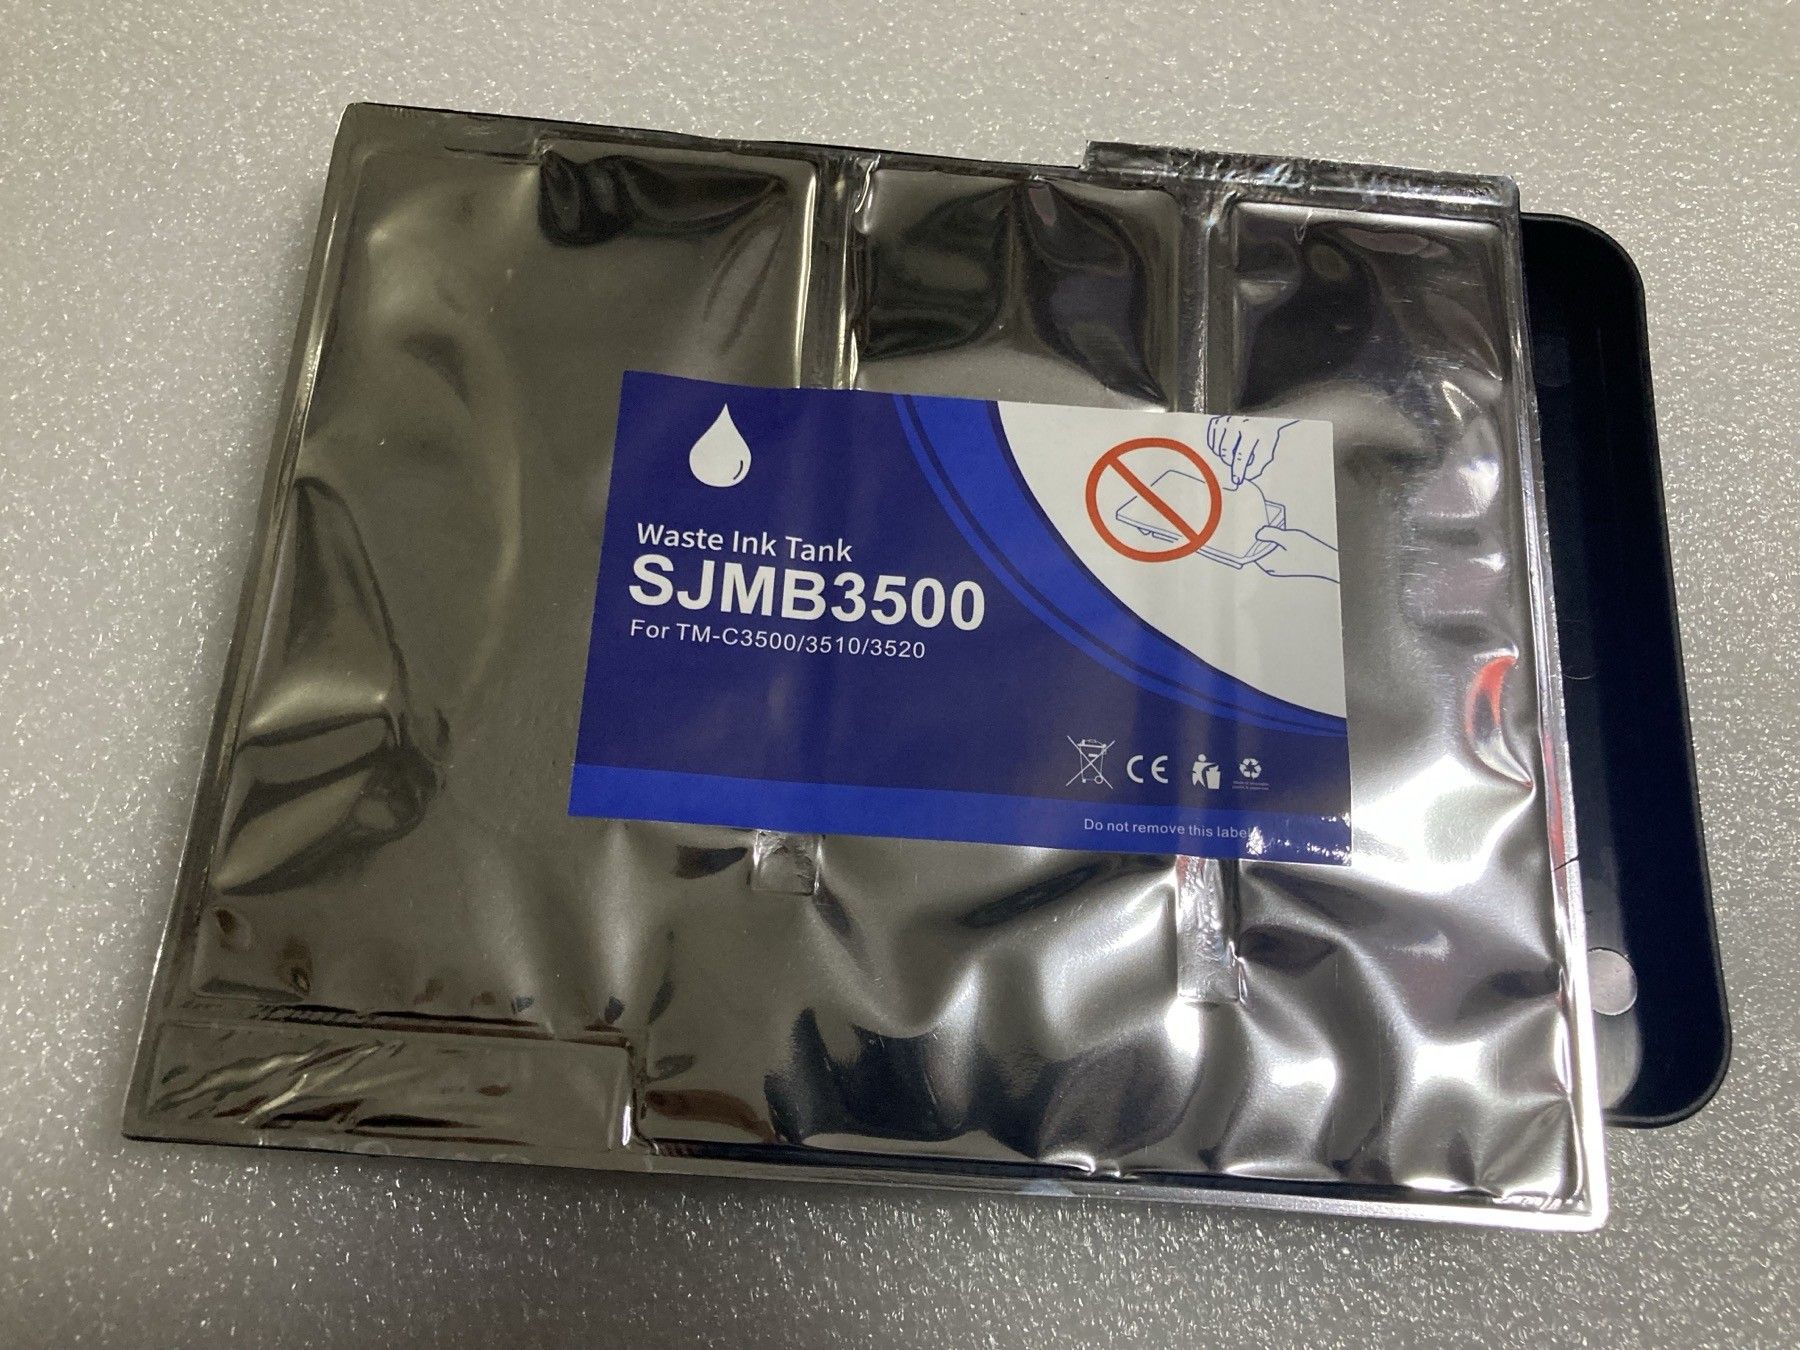 Waste Ink Tank
SJMB3500
For TM-C3500/3510/3520
CE
Do not remove this label